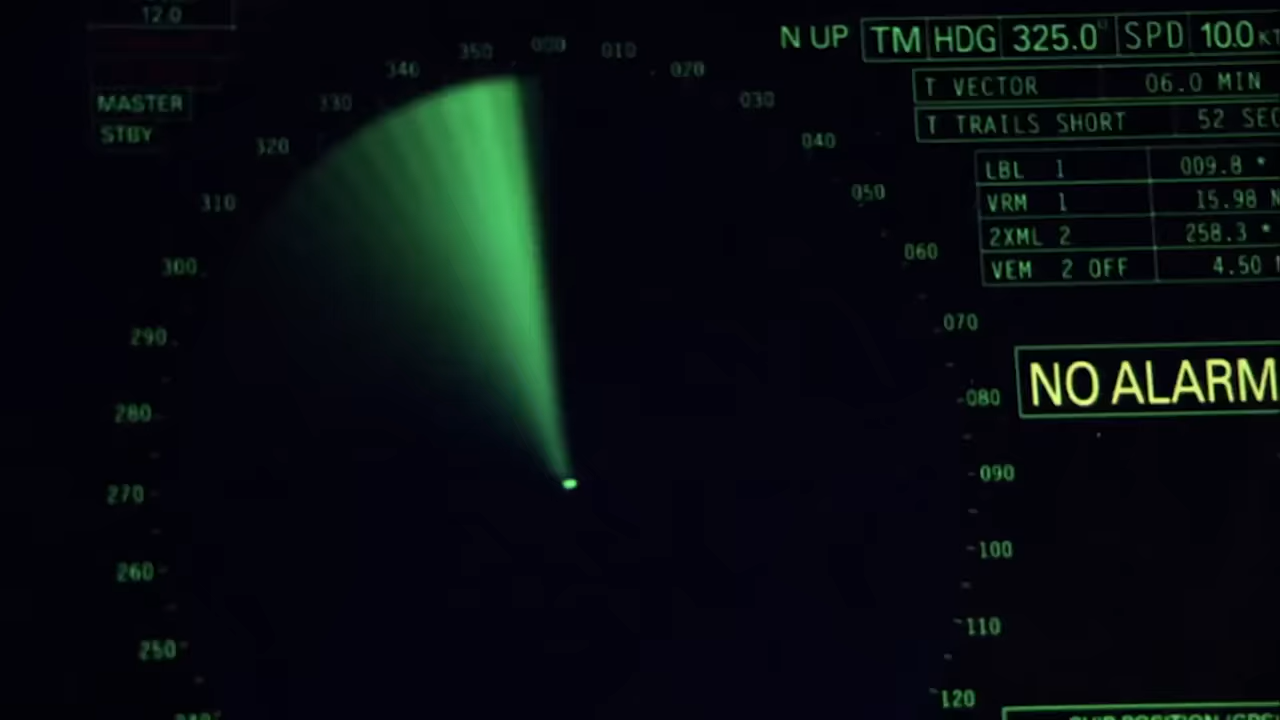 12.0
MASTER
STBY
N UP TM HDG 325.0° SPD 10.0 KT
T VECTOR 06.0 MIN
T TRAILS SHORT 52 SEC
LBL 1 009.8 *
VRM 1 15.98 N
2XML 2 258.3 *
VEM 2 OFF 4.50
NO ALARM
340
350
000
010
020
030
040
050
060
070
080
090
100
110
120
330
320
310
300
290
280
270
260
250